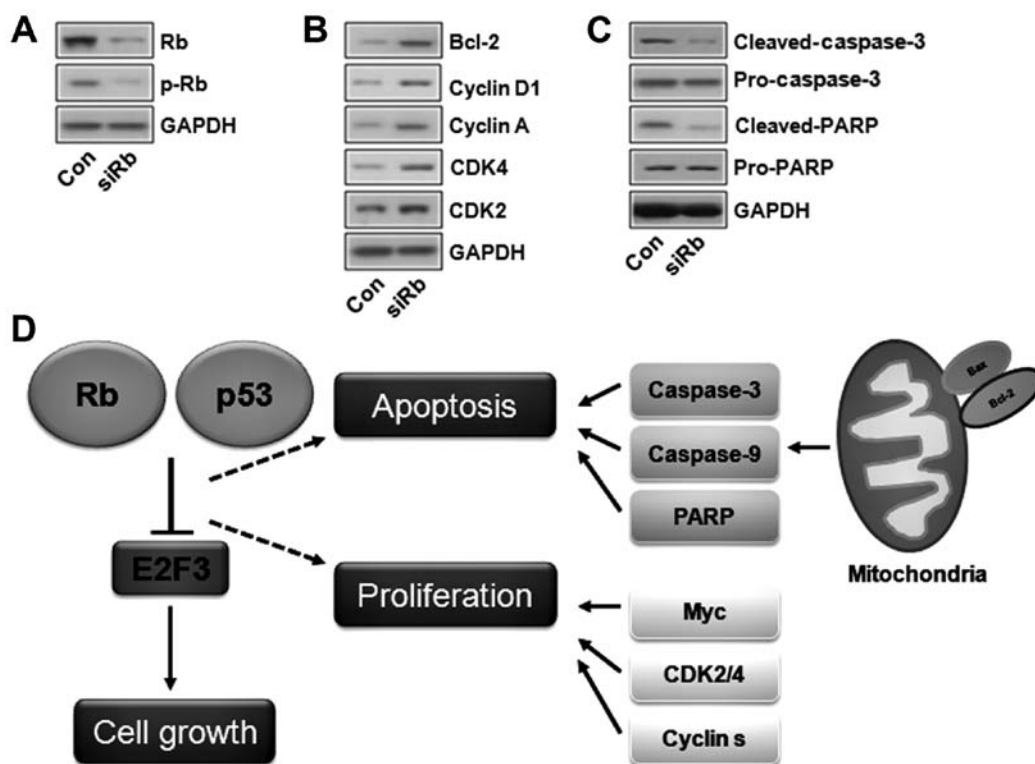 A
Rb
p-Rb
GAPDH
Con siRb
B
Bcl-2
Cyclin D1
Cyclin A
CDK4
CDK2
GAPDH
Con siRb
C
Cleaved-caspase-3
Pro-caspase-3
Cleaved-PARP
Pro-PARP
GAPDH
Con siRb
D
Rb p53
E2F3
Cell growth
Apoptosis
Proliferation
Caspase-3
Caspase-9
PARP
Myc
CDK2/4
Cyclin s
Bax
Bcl-2
Mitochondria